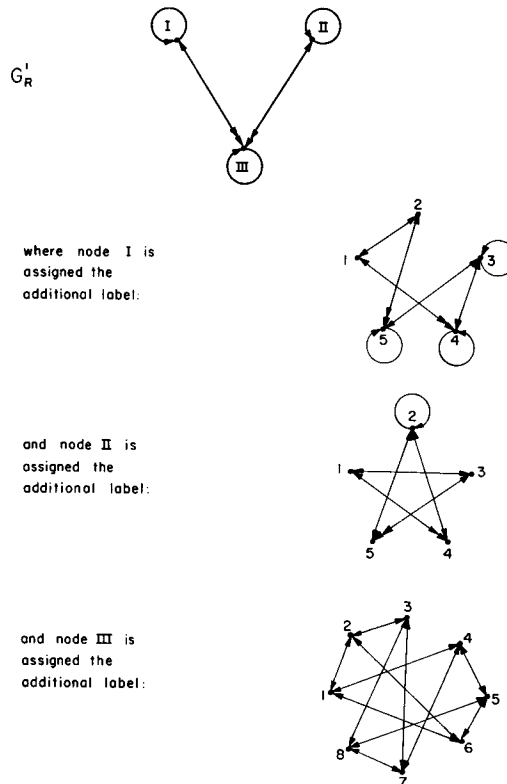 I II
G'R
III
where node I is
assigned the
additional label:
2
1 3
5 4
and node II is
assigned the
additional label:
2
1 3
5 4
and node III is
assigned the
additional label:
3
2 4
1 5
8 6
7